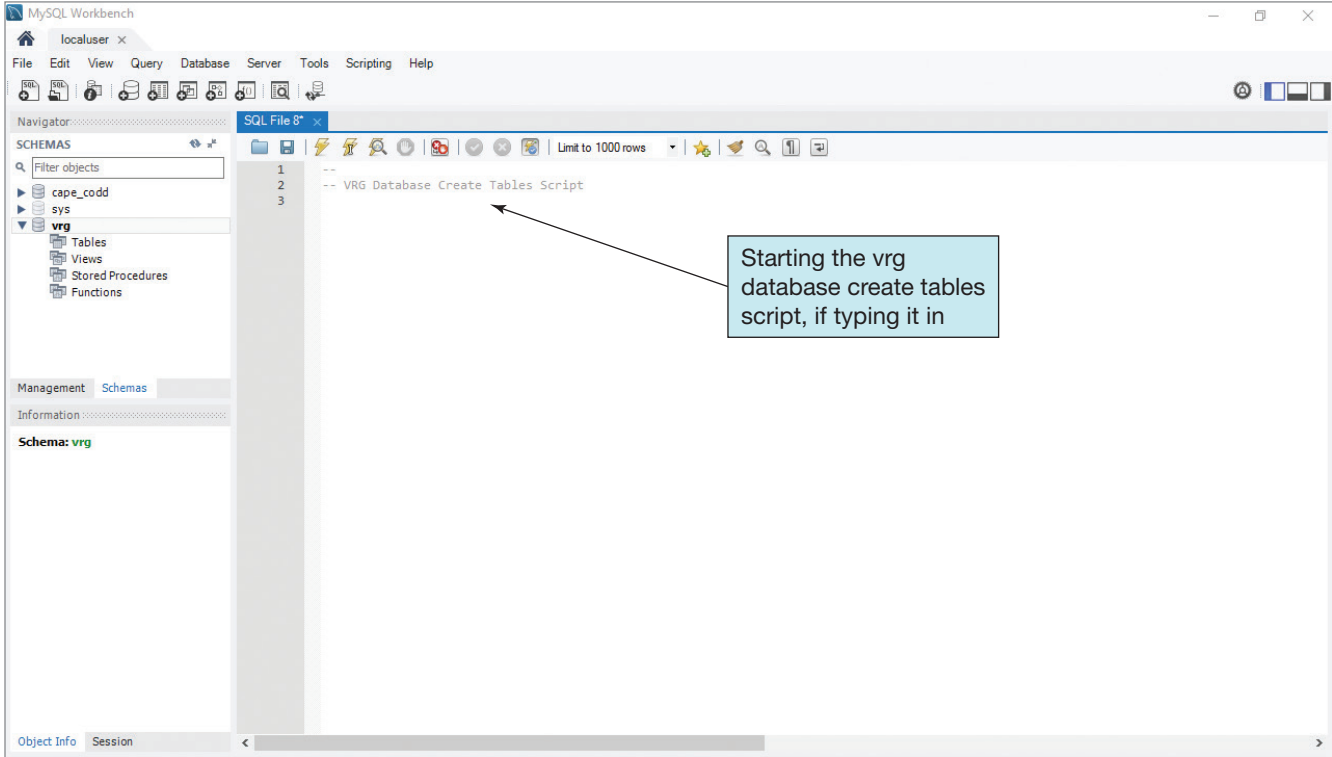 MySQL Workbench
localuser
File Edit View Query Database Server Tools Scripting Help
Navigator
SQL File 8*
SCHEMAS
Limit to 1000 rows
Filter objects
1 --
2 -- VRG Database Create Tables Script
3
cape_codd
sys
vrg
Tables
Views
Stored Procedures
Functions
Starting the vrg
database create tables
script, if typing it in
Management Schemas
Information
Schema: vrg
Object Info Session